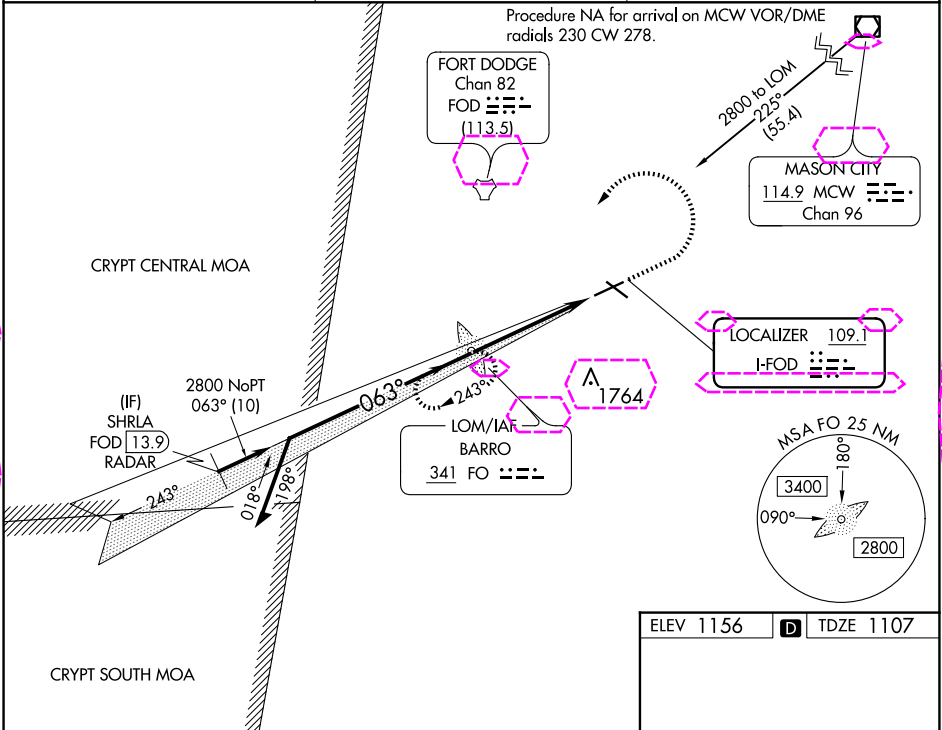 Procedure NA for arrival on MCW VOR/DME
radials 230 CW 278.
FORT DODGE
Chan 82
FOD
(113.5)
2800 to LOM
225°
(55.4)
MASON CITY
114.9 MCW
Chan 96
CRYPT CENTRAL MOA
LOCALIZER 109.1
I-FOD
2800 NoPT
063° (10)
(IF)
SHRLA
FOD 13.9
RADAR
063°
243°
1764
LOM/IAF
BARRO
341 FO
243°
018°
198°
MSA FO 25 NM
180°
3400
090°
2800
ELEV 1156 D TDZE 1107
CRYPT SOUTH MOA